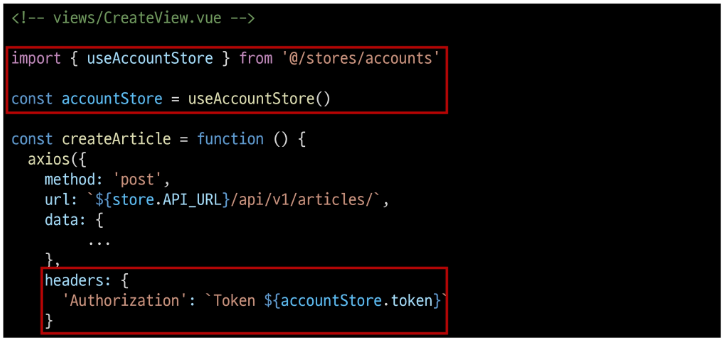 <!-- views/CreateView.vue -->
import { useAccountStore } from '@/stores/accounts'
const accountStore = useAccountStore()
const createArticle = function () {
axios({
method: 'post',
url: `${store.API_URL}/api/v1/articles/`,
data: {
...
},
headers: {
'Authorization': `Token ${accountStore.token}`
}